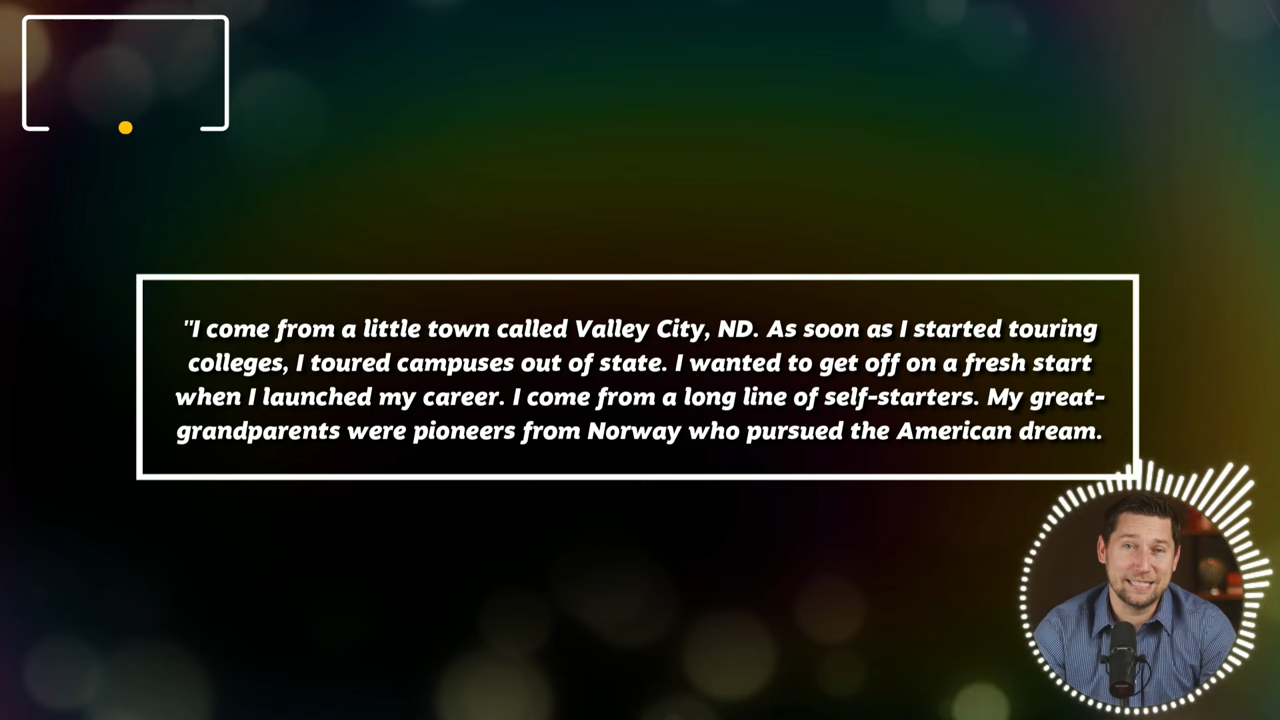 "I come from a little town called Valley City, ND. As soon as I started touring
colleges, I toured campuses out of state. I wanted to get off on a fresh start
when I launched my career. I come from a long line of self-starters. My great-
grandparents were pioneers from Norway who pursued the American dream.